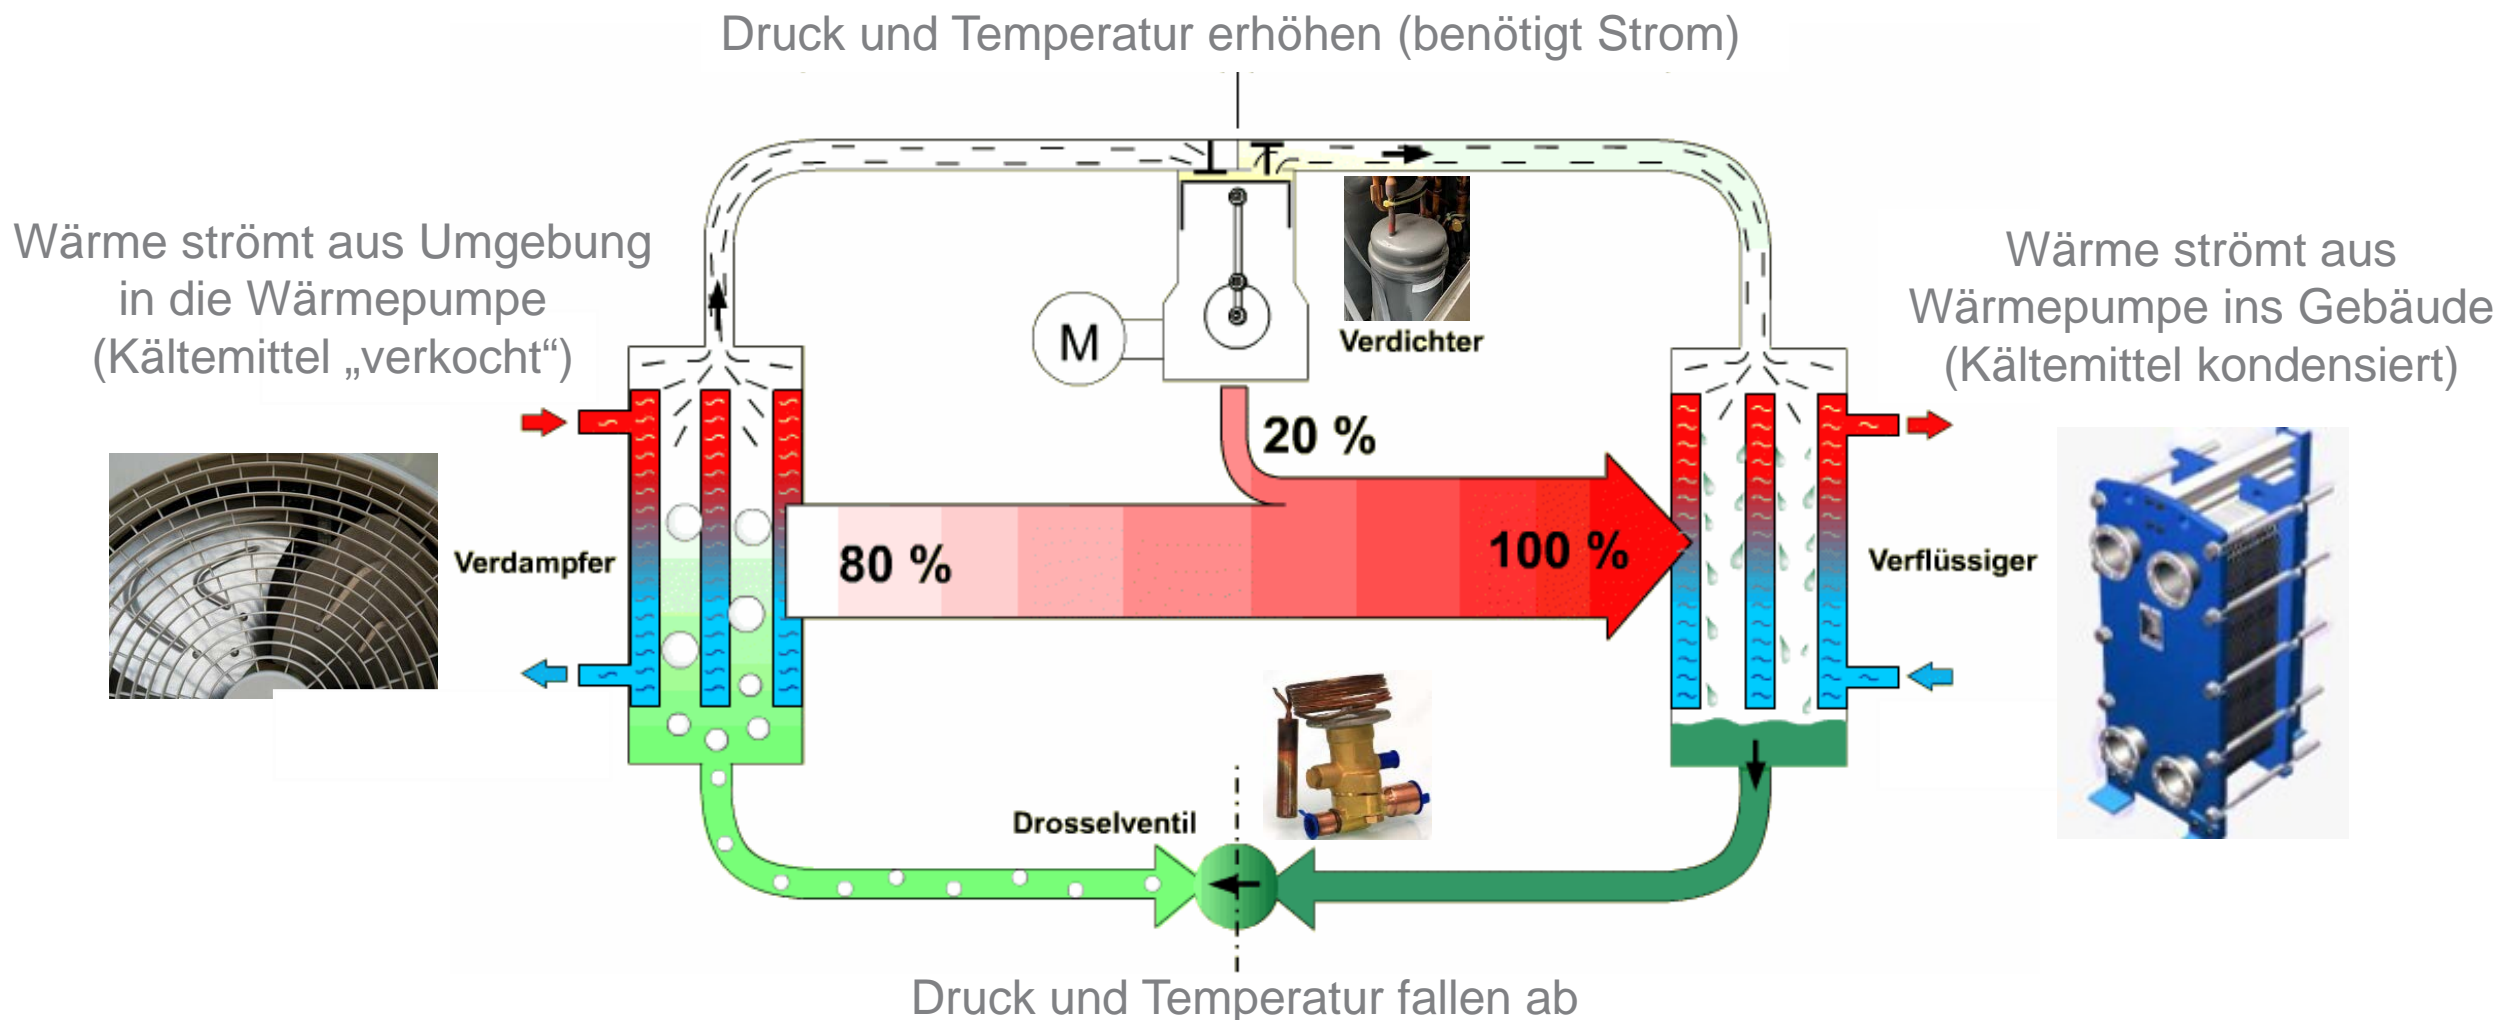 Druck und Temperatur erhöhen (benötigt Strom)
Wärme strömt aus Umgebung
in die Wärmepumpe
(Kältemittel „verkocht“)
Wärme strömt aus
Wärmepumpe ins Gebäude
(Kältemittel kondensiert)
M
Verdichter
20 %
Verdampfer
80 %
100 %
Verflüssiger
Drosselventil
Druck und Temperatur fallen ab